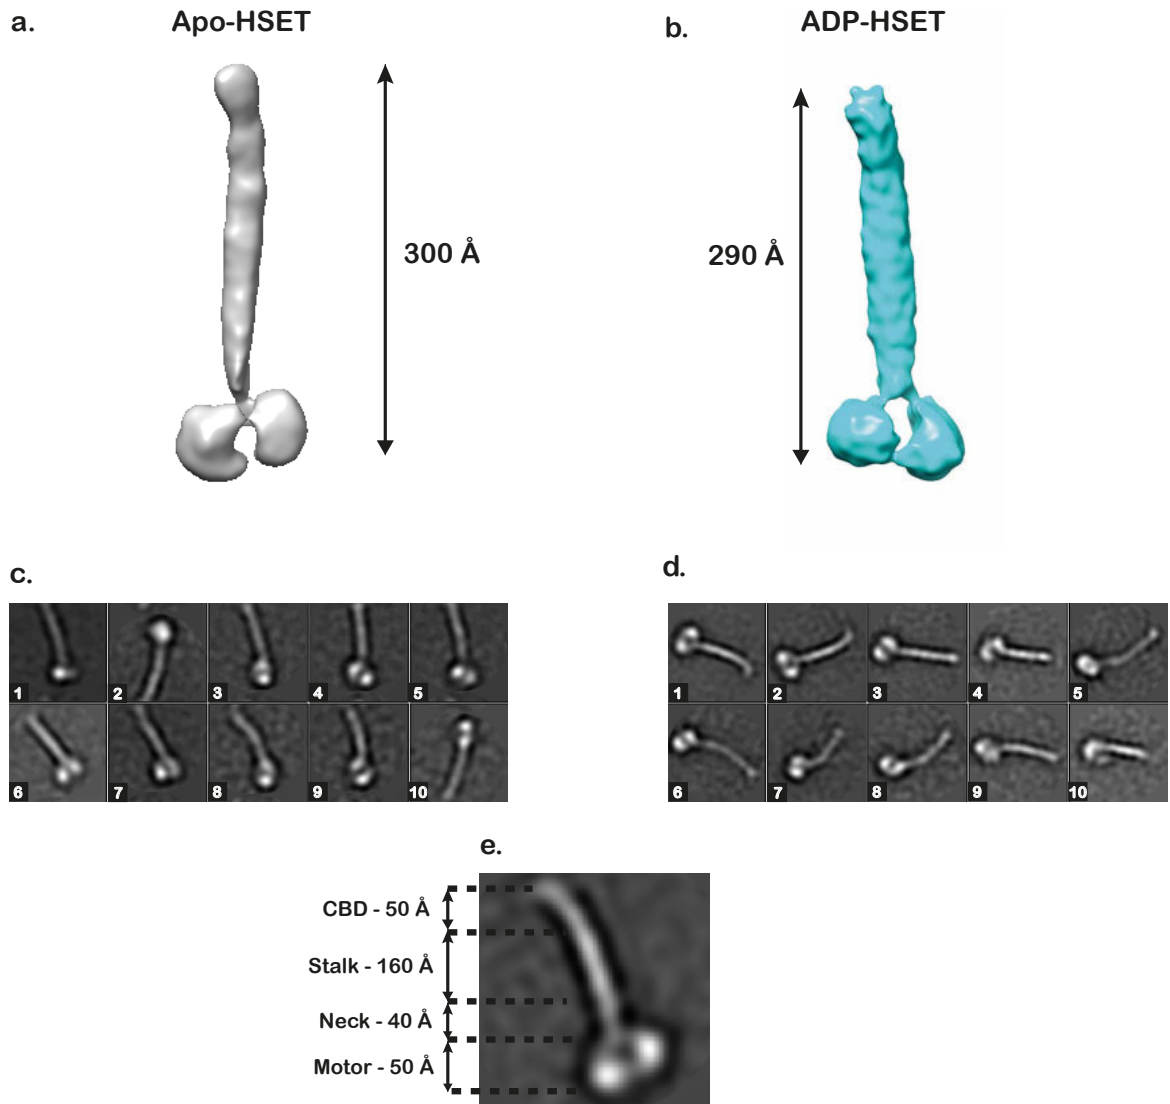 a.
Apo-HSET
300 Å
b.
ADP-HSET
290 Å
c.
1
2
3
4
5
6
7
8
9
10
d.
1
2
3
4
5
6
7
8
9
10
e.
CBD - 50 Å
Stalk - 160 Å
Neck - 40 Å
Motor - 50 Å